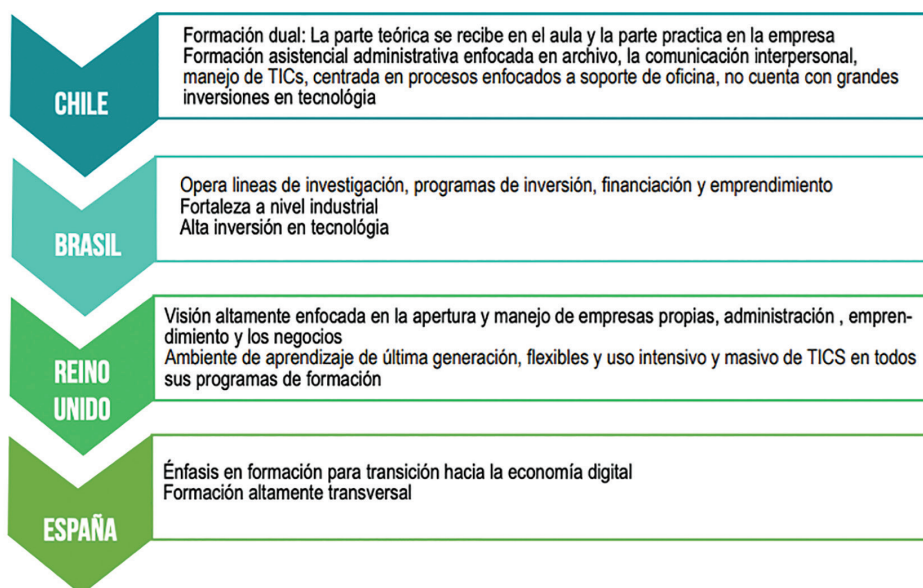 CHILE
Formación dual: La parte teórica se recibe en el aula y la parte practica en la empresa
Formación asistencial administrativa enfocada en archivo, la comunicación interpersonal,
manejo de TICs, centrada en procesos enfocados a soporte de oficina, no cuenta con grandes
inversiones en tecnológia
BRASIL
Opera lineas de investigación, programas de inversión, financiación y emprendimiento
Fortaleza a nivel industrial
Alta inversión en tecnológia
REINO
UNIDO
Visión altamente enfocada en la apertura y manejo de empresas propias, administración , empren-
dimiento y los negocios
Ambiente de aprendizaje de última generación, flexibles y uso intensivo y masivo de TICS en todos
sus programas de formación
ESPAÑA
Énfasis en formación para transición hacia la economía digital
Formación altamente transversal